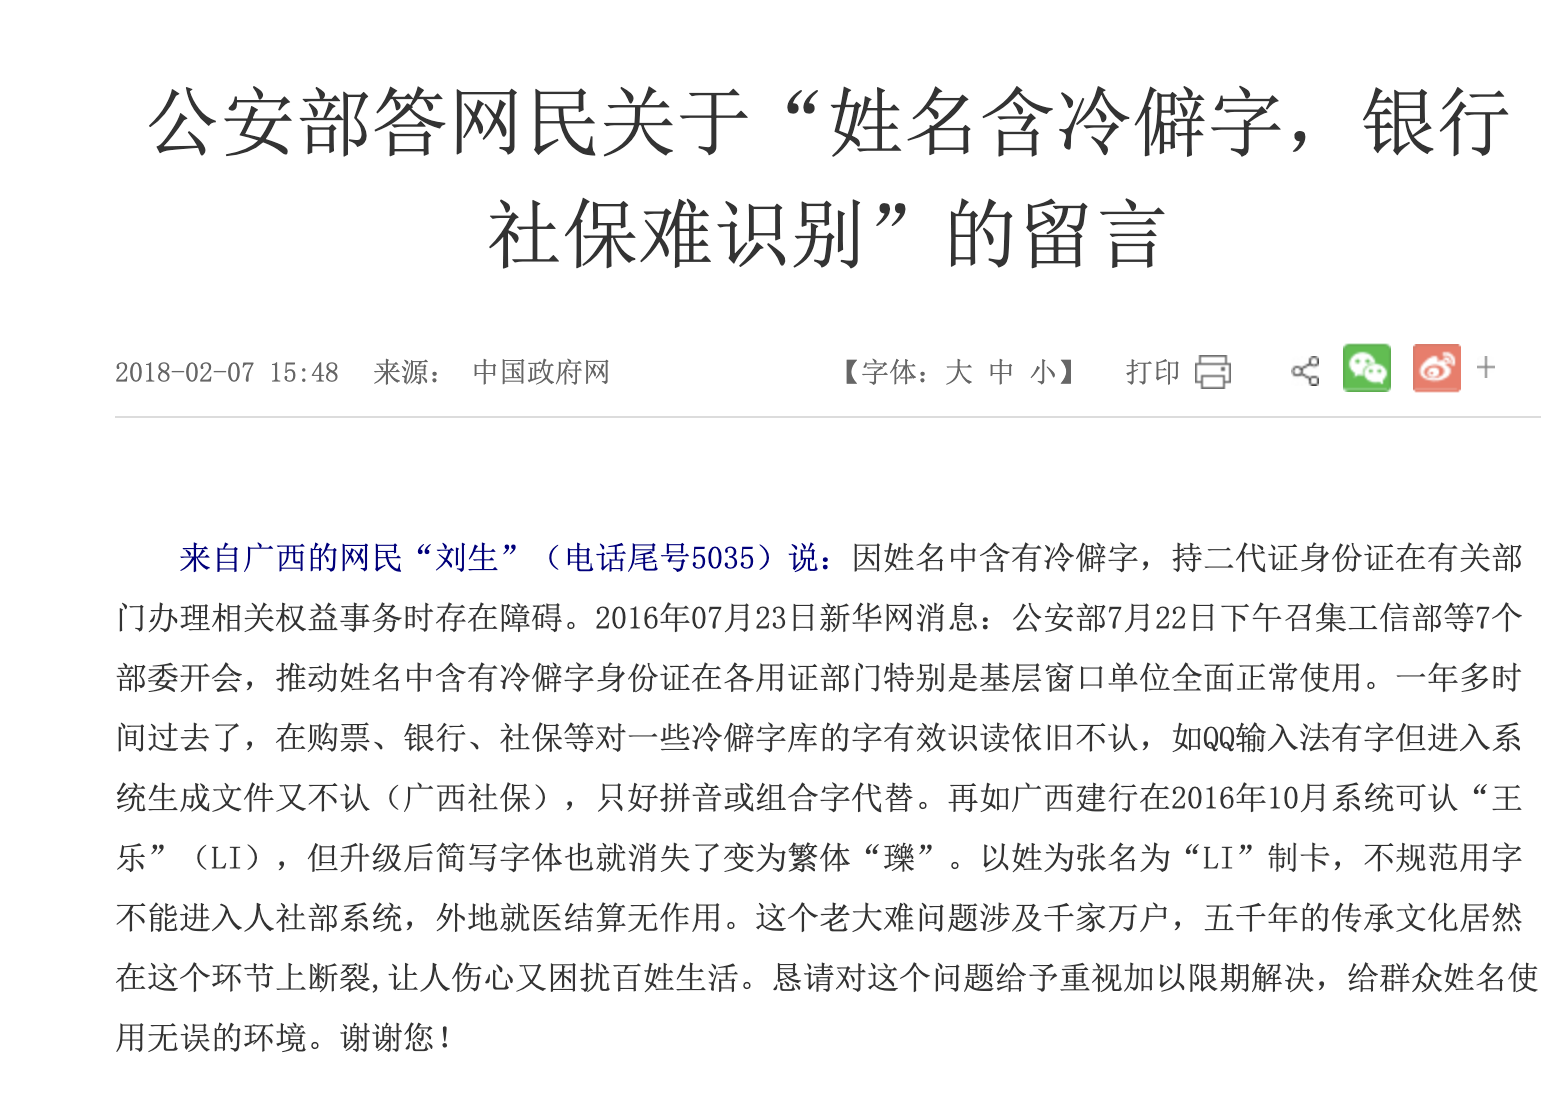 公安部答网民关于“姓名含冷僻字，银行
社保难识别”的留言
2018-02-07 15:48 来源： 中国政府网 【字体：大 中 小】 打印
来自广西的网民“刘生”（电话尾号5035）说：因姓名中含有冷僻字，持二代证身份证在有关部
门办理相关权益事务时存在障碍。2016年07月23日新华网消息：公安部7月22日下午召集工信部等7个
部委开会，推动姓名中含有冷僻字身份证在各用证部门特别是基层窗口单位全面正常使用。一年多时
间过去了，在购票、银行、社保等对一些冷僻字库的字有效识读依旧不认，如QQ输入法有字但进入系
统生成文件又不认（广西社保），只好拼音或组合字代替。再如广西建行在2016年10月系统可认“王
乐”（LI），但升级后简写字体也就消失了变为繁体“瓅”。以姓为张名为“LI”制卡，不规范用字
不能进入人社部系统，外地就医结算无作用。这个老大难问题涉及千家万户，五千年的传承文化居然
在这个环节上断裂,让人伤心又困扰百姓生活。恳请对这个问题给予重视加以限期解决，给群众姓名使
用无误的环境。谢谢您！